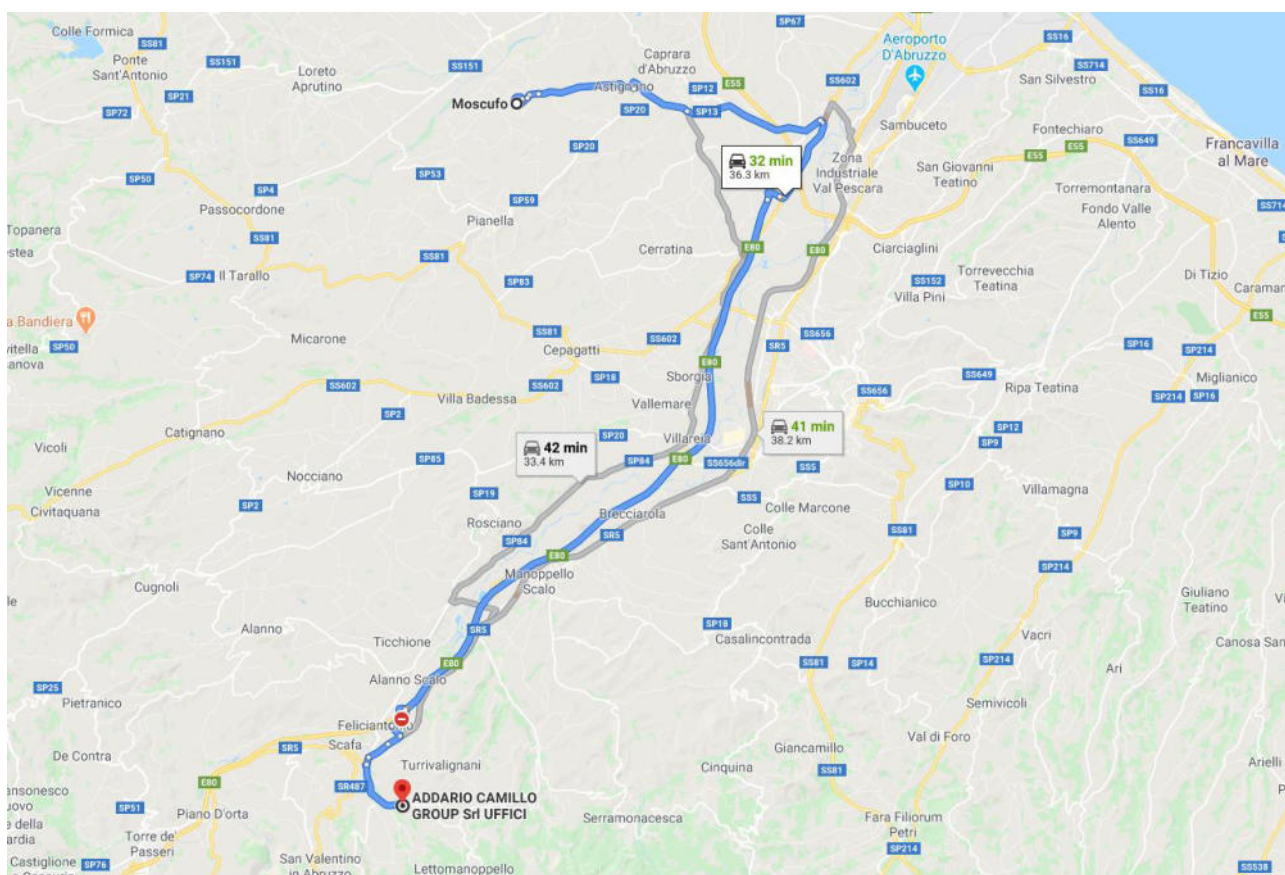 Colle Formica
SS81
SS151
SP67
E55
SS16
Ponte
Sant'Antonio
Loreto
Aprutino
SS151
Caprara
d'Abruzzo
Aeroporto
D'Abruzzo
SS602
SS714
San Silvestro
SS16
SP21
SP72
Moscufo
Astignano
SP12
SP20
SP13
Sambuceto
Fontechiaro
E55
SS649
Francavilla
al Mare
SP20
32 min
36.3 km
Zona
Industriale
Val Pescara
San Giovanni
Teatino
E55
SP50
SP4
SP53
Torremontanara
SP59
Passocordone
Pianella
Fondo Valle
Alento
SS714
Topanera
SS81
Cerratina
E80
E80
Ciarciaglini
SS81
SP74
Il Tarallo
SP83
Torrevecchia
Teatina
Di Tizio
SS152
Villa Pini
Caraman
a Bandiera
SP50
Micarone
SS81
SS602
SS656
E55
Cepagatti
SR5
SP16
SP214
E80
Sborgia
SP18
SS602
SS656
SS649
Ripa Teatina
Miglianico
Villa Badessa
SS602
Vallemare
SP214
SP16
SP2
Catignano
41 min
38.2 km
SP12
Vicoli
SP20
Villareia
SP9
42 min
33.4 km
SP85
SP84
E80
SS656dir
SS5
Nocciano
SP10
Villamagna
Vicenne
Civitaquana
SP2
SP19
SS5
Colle Marcone
Rosciano
Brecciarola
Colle
Sant'Antonio
SS81
SP9
SR5
SP84
E80
SP214
Manoppello
Scalo
Cugnoli
Bucchianico
Giuliano
Teatino
Alanno
SP18
Casalincontrada
Vacri
Ticchione
SR5
Canosa San
E80
SS81
SP14
SP214
Ari
Alanno Scalo
SP25
Pietranico
Semivicoli
Scafa
SR5
De Contra
Giancamillo
Val di Foro
Turrivalignani
Cinquina
SS81
Arielli
E80
SR487
ADDARIO CAMILLO
GROUP Srl UFFICI
SP51
Piano D'orta
Serramonacesca
Fara Filiorum
Petri
Torre de'
Passeri
SP214
Castiglione
SP76
San Valentino
in Abruzzo
Lettomanoppello
SS538